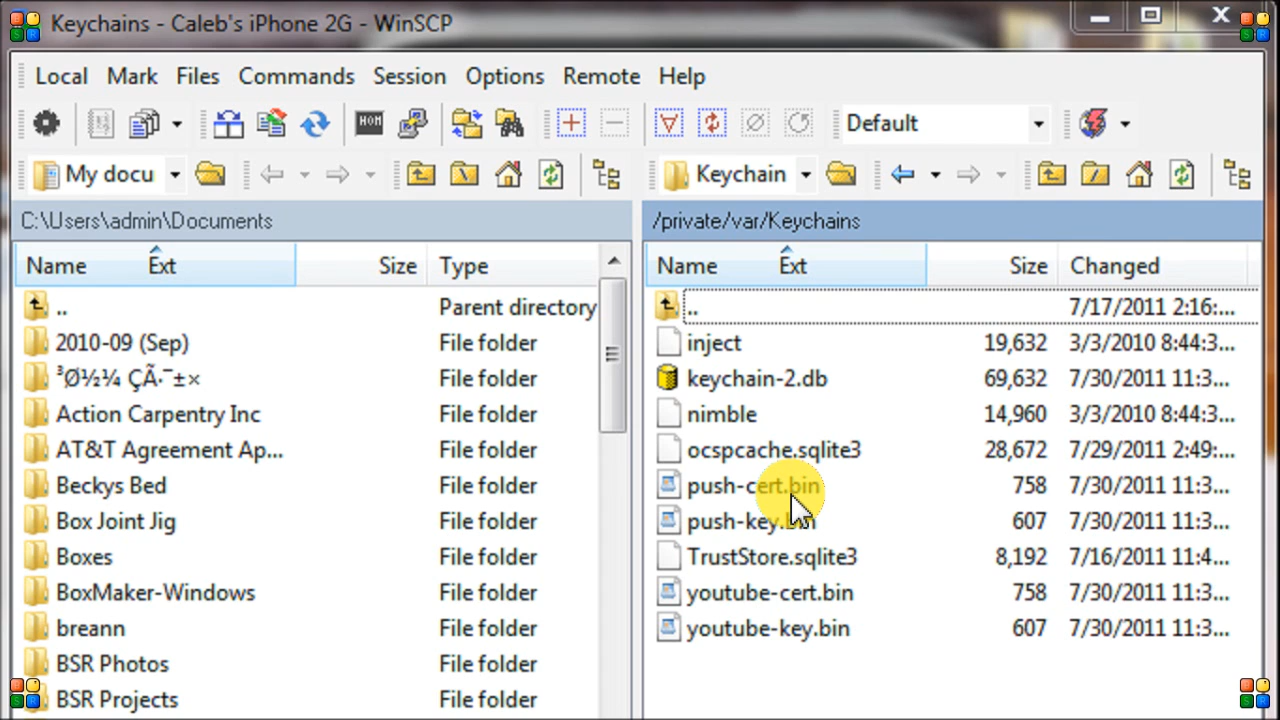 Keychains - Caleb's iPhone 2G - WinSCP
Local Mark Files Commands Session Options Remote Help
Default
My docu Keychain
C:\Users\admin\Documents /private/var/Keychains
Name Ext Size Type Name Ext Size Changed
.. Parent directory .. 7/17/2011 2:16:...
2010-09 (Sep) File folder inject 19,632 3/3/2010 8:44:3...
³Ø½¼ ÇÃ·¯±× File folder keychain-2.db 69,632 7/30/2011 11:3...
Action Carpentry Inc File folder nimble 14,960 3/3/2010 8:44:3...
AT&T Agreement Ap... File folder ocspcache.sqlite3 28,672 7/29/2011 2:49:...
Beckys Bed File folder push-cert.bin 758 7/30/2011 11:3...
Box Joint Jig File folder push-key.bin 607 7/30/2011 11:3...
Boxes File folder TrustStore.sqlite3 8,192 7/16/2011 11:4...
BoxMaker-Windows File folder youtube-cert.bin 758 7/30/2011 11:3...
breann File folder youtube-key.bin 607 7/30/2011 11:3...
BSR Photos File folder
BSR Projects File folder